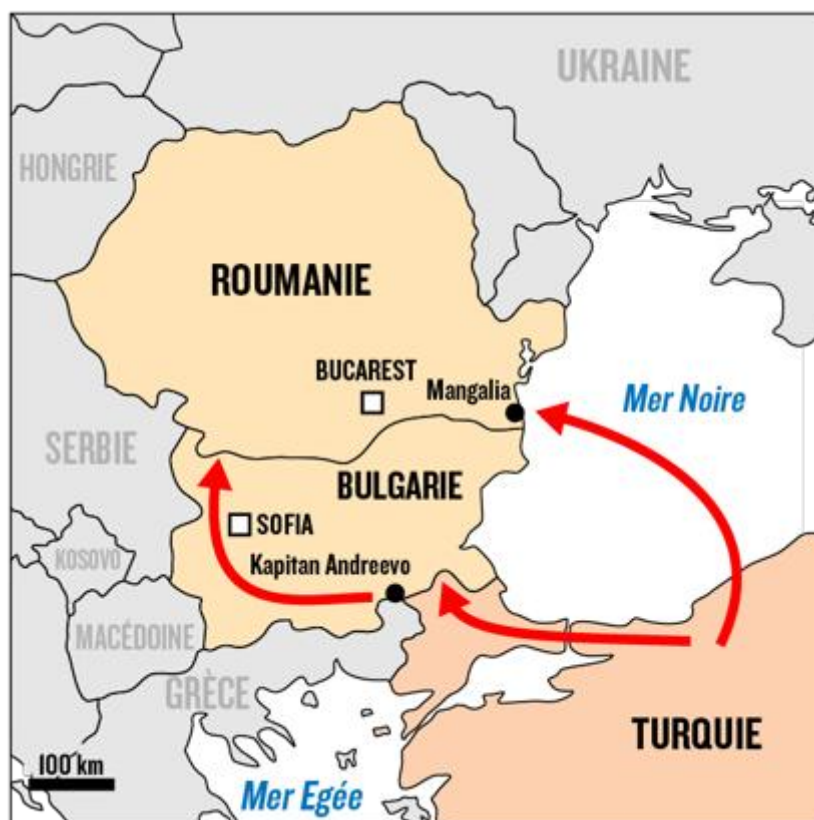 UKRAINE
HONGRIE
ROUMANIE
BUCAREST
Mangalia
Mer Noire
SERBIE
BULGARIE
SOFIA
KOSOVO
Kapitan Andreevo
MACÉDOINE
GRÈCE
TURQUIE
100 km
Mer Egée